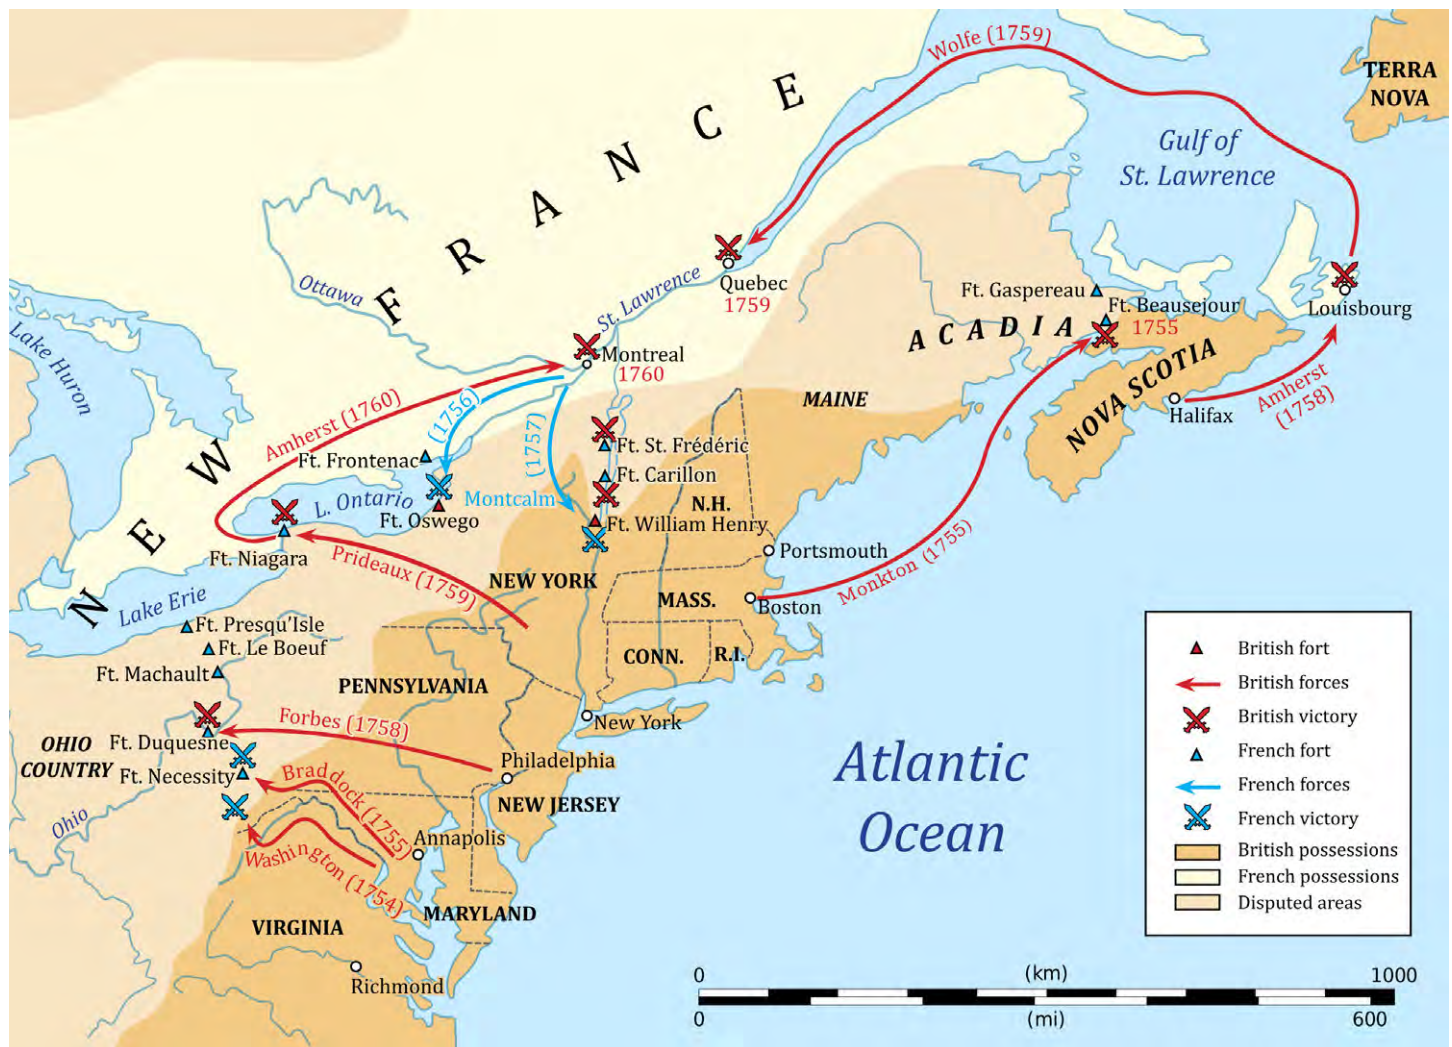 Wolfe (1759)
TERRA
NOVA
NEW FRANCE
Gulf of
St. Lawrence
Ottawa
St. Lawrence
Quebec
1759
Ft. Gaspereau
Ft. Beausejour
1755
Louisbourg
ACADIA
Lake Huron
Montreal
1760
NOVA SCOTIA
Halifax
Amherst
(1758)
MAINE
Amherst (1760)
(1756)
(1757)
Ft. St. Frédéric
Ft. Frontenac
Ft. Carillon
Montcalm
N.H.
L. Ontario
Ft. Oswego
Ft. William Henry
Ft. Niagara
Portsmouth
Prideaux (1759)
NEW YORK
Monkton (1755)
Lake Erie
MASS.
Boston
Ft. Presqu'Isle
Ft. Le Boeuf
CONN.
R.I.
Ft. Machault
PENNSYLVANIA
Forbes (1758)
New York
Ft. Duquesne
OHIO
COUNTRY
Philadelphia
Ft. Necessity
Braddock (1755)
NEW JERSEY
Ohio
Annapolis
Washington (1754)
MARYLAND
VIRGINIA
Richmond
Atlantic
Ocean
British fort
British forces
British victory
French fort
French forces
French victory
British possessions
French possessions
Disputed areas
0 (km) 1000
0 (mi) 600